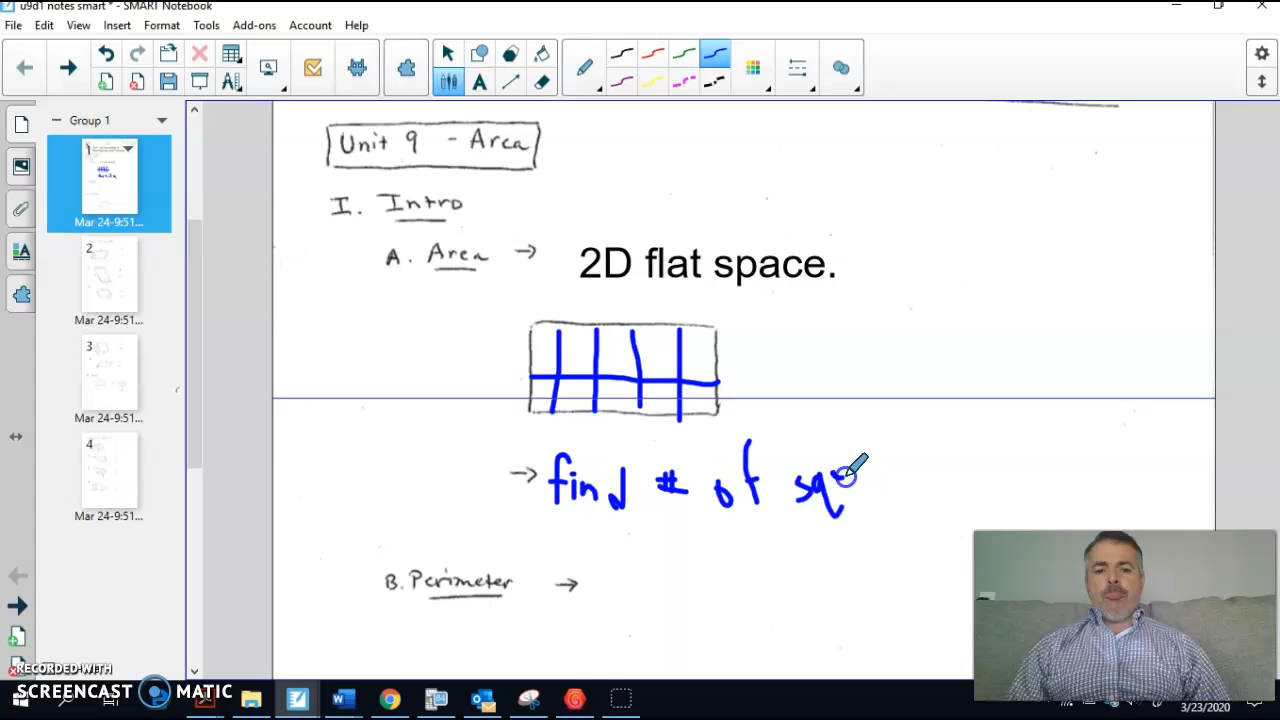 u9d1 notes smart * - SMART Notebook
File Edit View Insert Format Tools Add-ons Account Help
Group 1
1
Mar 24-9:51...
2
Mar 24-9:51...
3
Mar 24-9:51...
4
Mar 24-9:51...
Unit 9 - Area
I. Intro
A. Area →
2D flat space.
→ find # of squ
B. Perimeter →
RECORDED WITH
SCREENCAST MATIC
3/23/2020